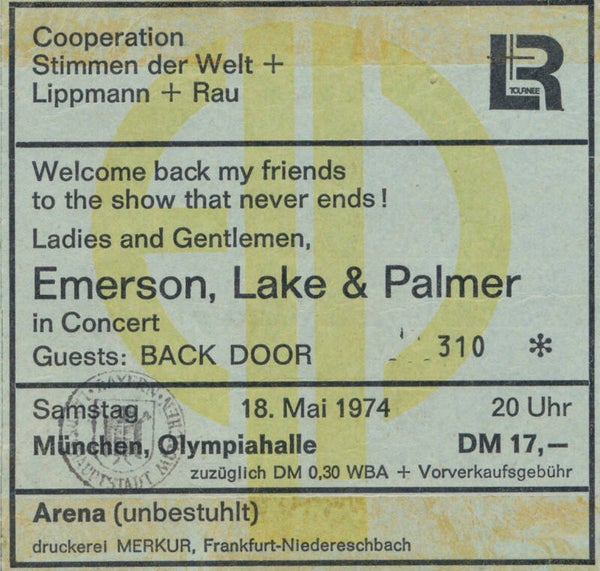 Cooperation
Stimmen der Welt +
Lippmann + Rau
LR
TOURNEE
Welcome back my friends
to the show that never ends!
Ladies and Gentlemen,
Emerson, Lake & Palmer
in Concert
Guests: BACK DOOR
310 *
Samstag 18. Mai 1974 20 Uhr
München, Olympiahalle DM 17,—
zuzüglich DM 0,30 WBA + Vorverkaufsgebühr
Arena (unbestuhlt)
druckerei MERKUR, Frankfurt-Niedereschbach
BAYERN